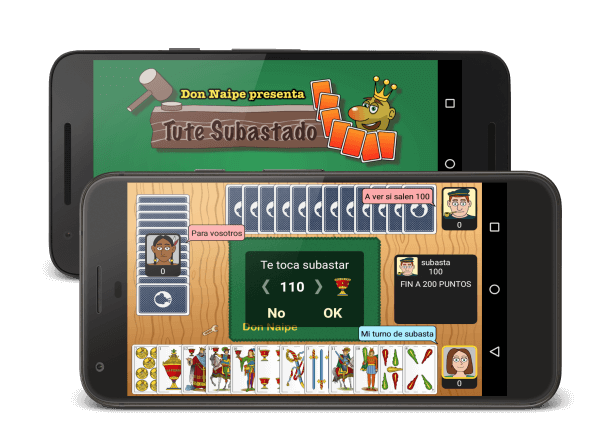 Don Naipe presenta
Tute Subastado
A ver si salen 100
0
Para vosotros
0
Te toca subastar
110
No OK
subasta
100
FIN A 200 PUNTOS
Don Naipe
Mi turno de subasta
0